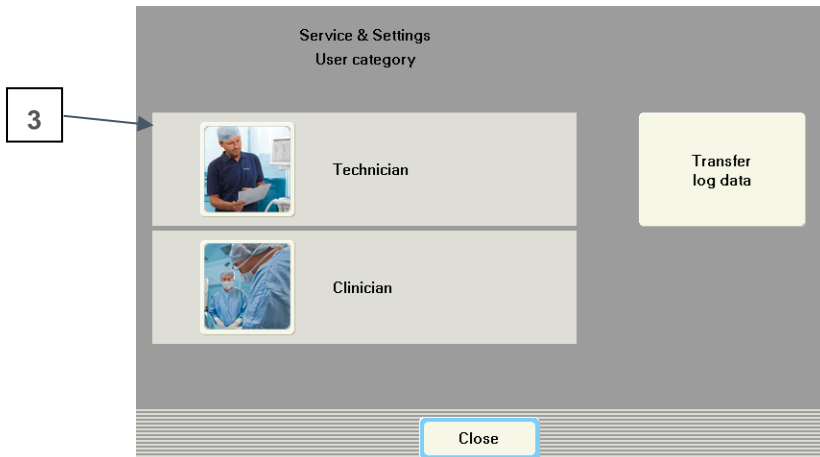 Service & Settings
User category
3
Technician
Transfer
log data
Clinician
Close